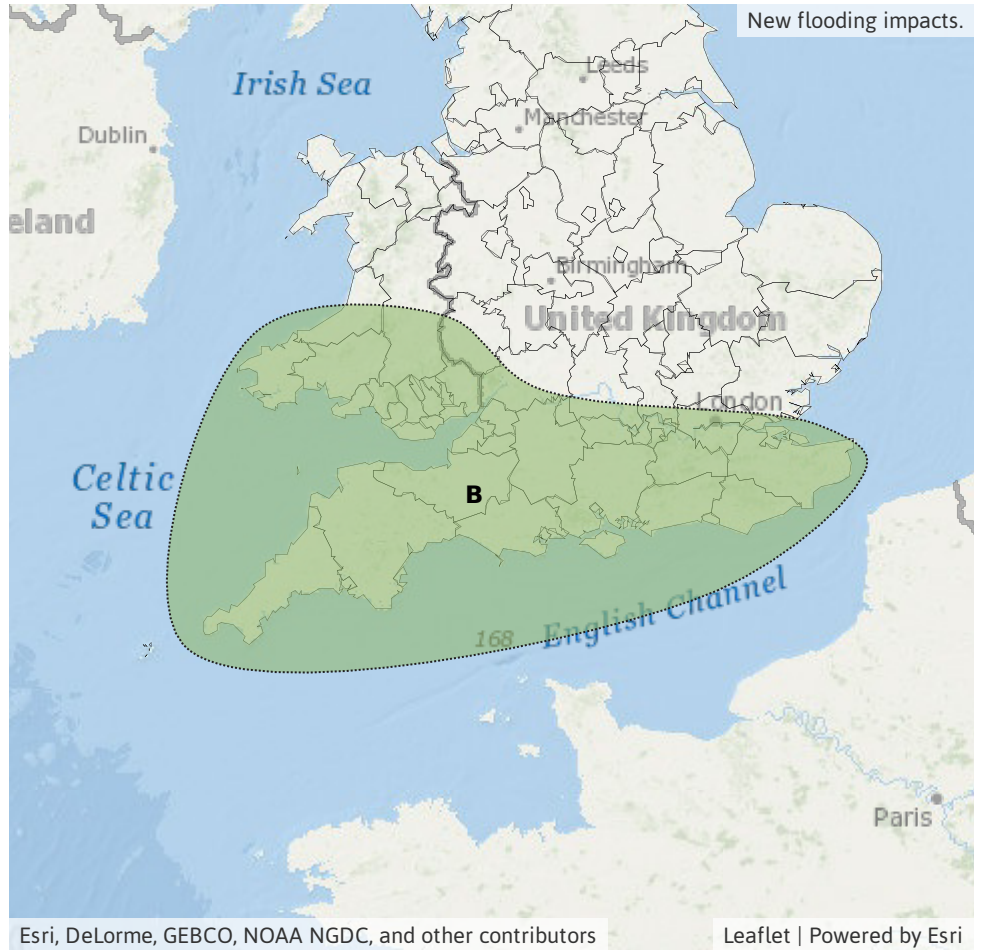 New flooding impacts.
Leeds
Irish Sea
Manchester
Dublin
eland
Birmingham
United Kingdom
London
Celtic
Sea
B
English Channel
168
Paris
Esri, DeLorme, GEBCO, NOAA NGDC, and other contributors
Leaflet | Powered by Esri